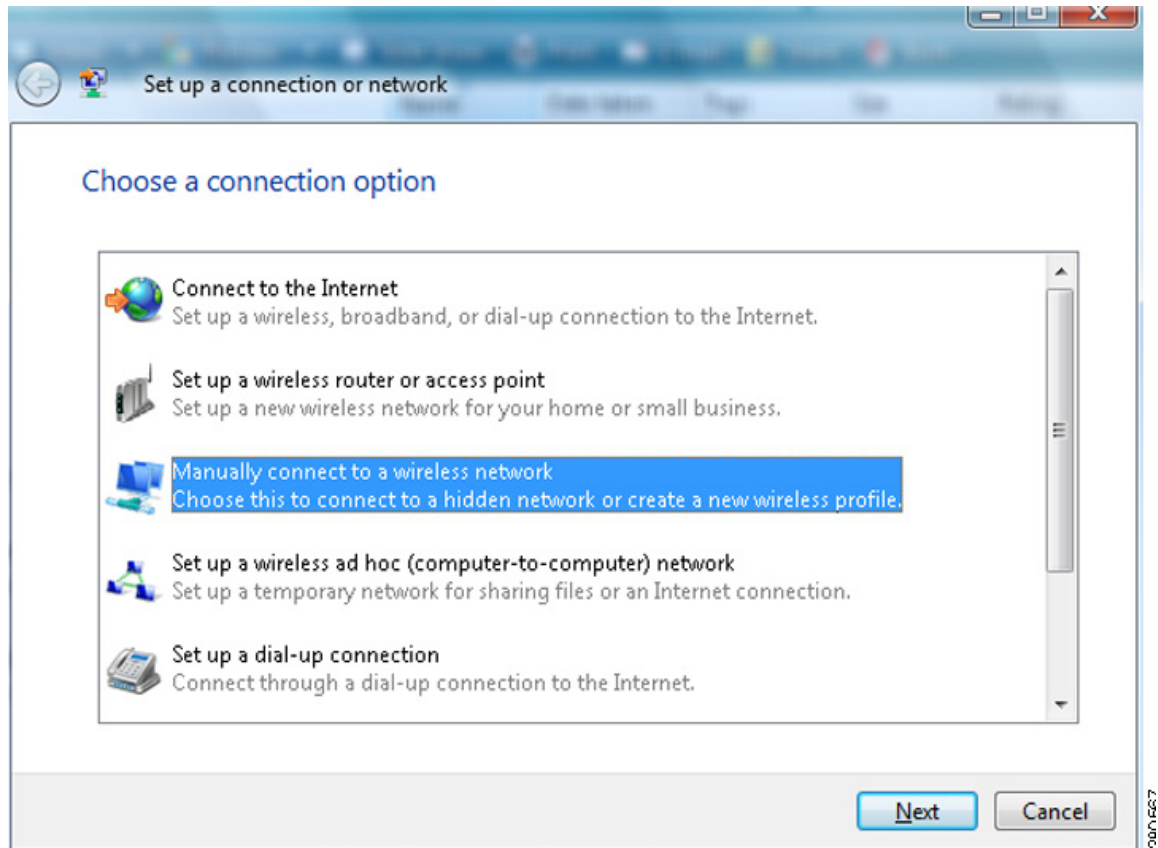 Set up a connection or network
Choose a connection option
Connect to the Internet
Set up a wireless, broadband, or dial-up connection to the Internet.
Set up a wireless router or access point
Set up a new wireless network for your home or small business.
Manually connect to a wireless network
Choose this to connect to a hidden network or create a new wireless profile.
Set up a wireless ad hoc (computer-to-computer) network
Set up a temporary network for sharing files or an Internet connection.
Set up a dial-up connection
Connect through a dial-up connection to the Internet.
Next
Cancel